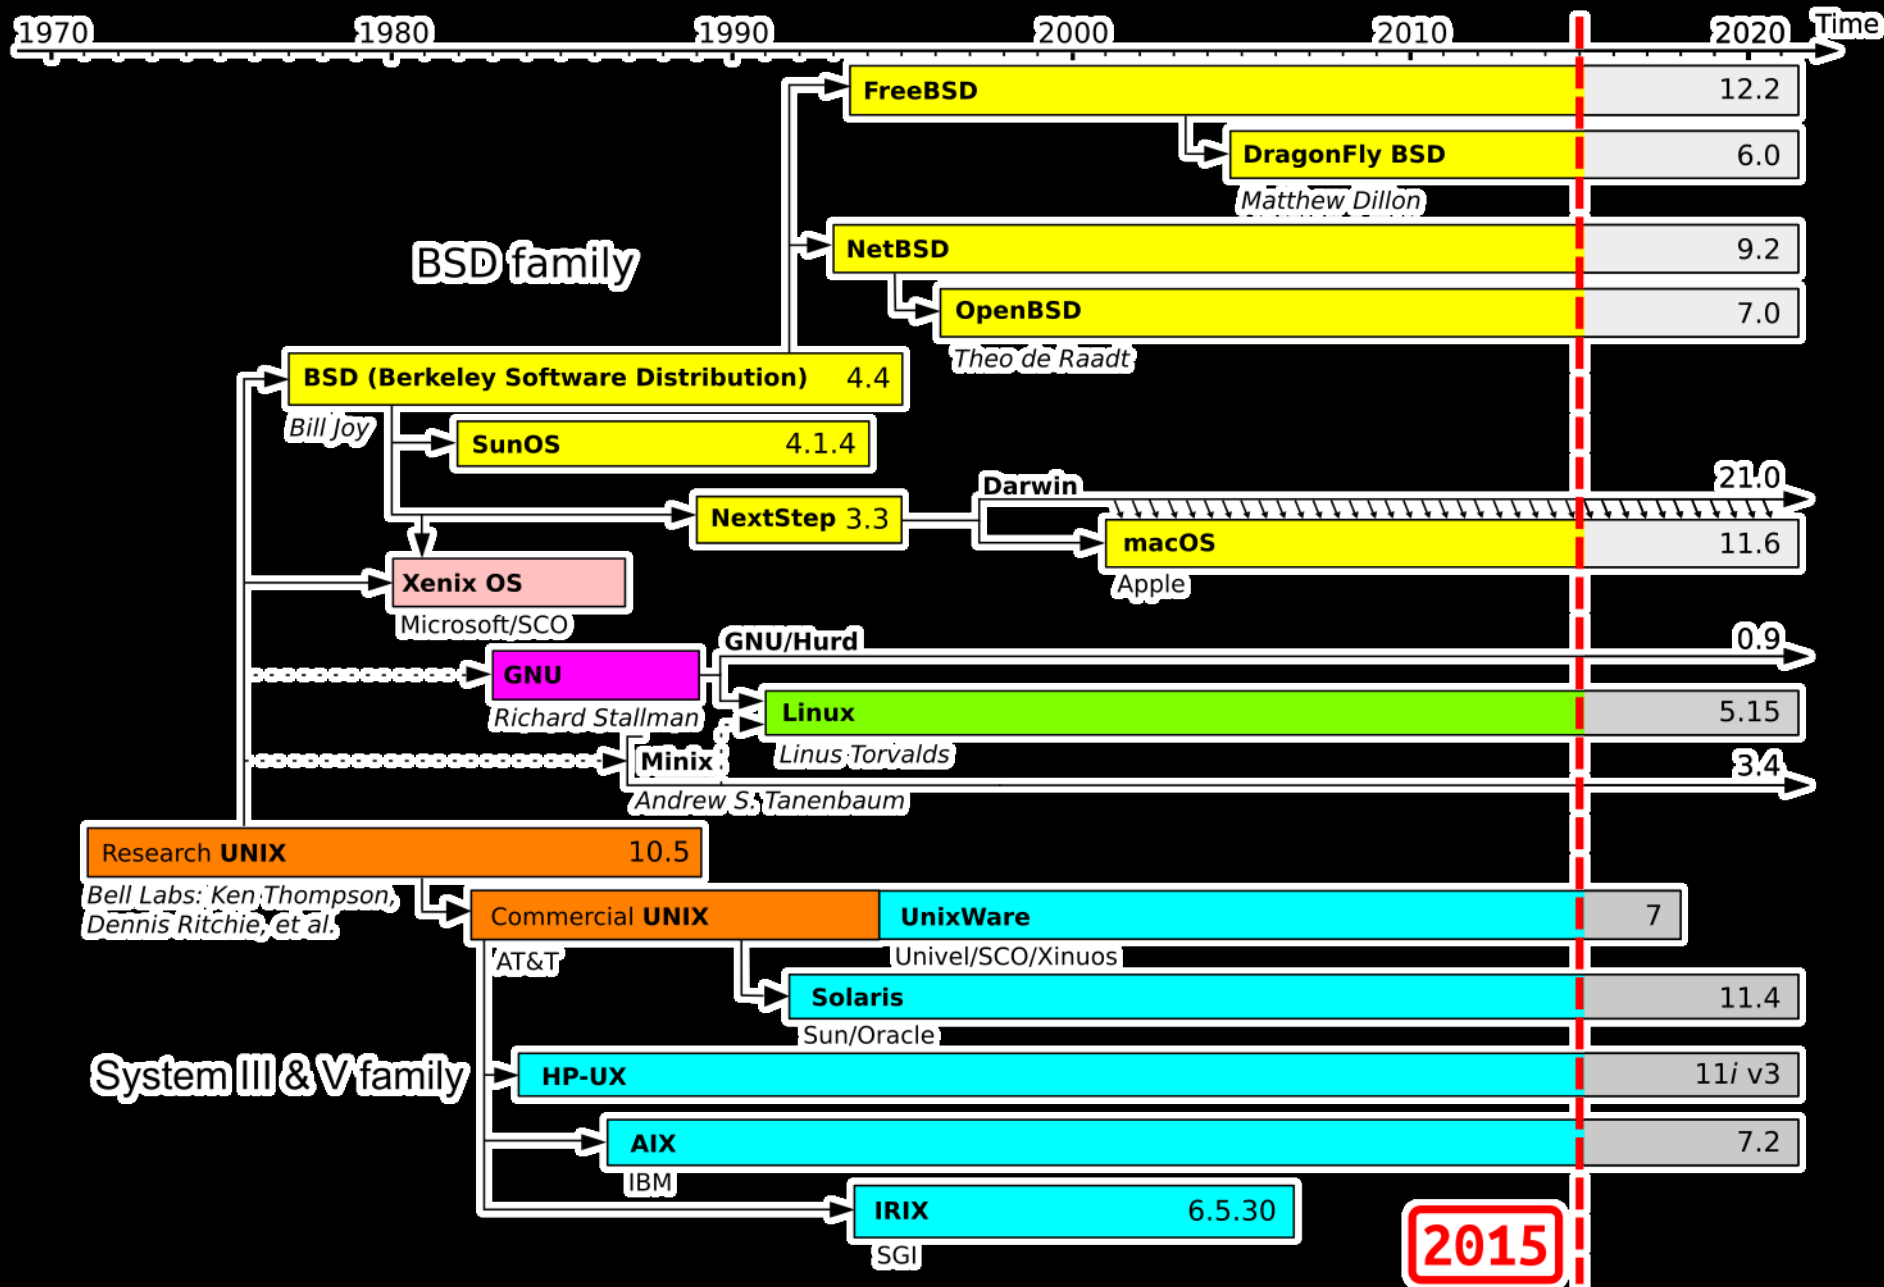 1970 1980 1990 2000 2010 2020 Time
FreeBSD 12.2
DragonFly BSD 6.0
Matthew Dillon
BSD family
NetBSD 9.2
OpenBSD 7.0
Theo de Raadt
BSD (Berkeley Software Distribution) 4.4
Bill Joy
SunOS 4.1.4
Darwin 21.0
NextStep 3.3
macOS 11.6
Apple
Xenix OS
Microsoft/SCO
GNU/Hurd 0.9
GNU
Richard Stallman
Linux 5.15
Linus Torvalds
Minix 3.4
Andrew S. Tanenbaum
Research UNIX 10.5
Bell Labs: Ken Thompson,
Dennis Ritchie, et al.
Commercial UNIX UnixWare 7
AT&T
Univel/SCO/Xinuos
Solaris 11.4
Sun/Oracle
System III & V family
HP-UX 11i v3
AIX 7.2
IBM
IRIX 6.5.30
SGI
2015